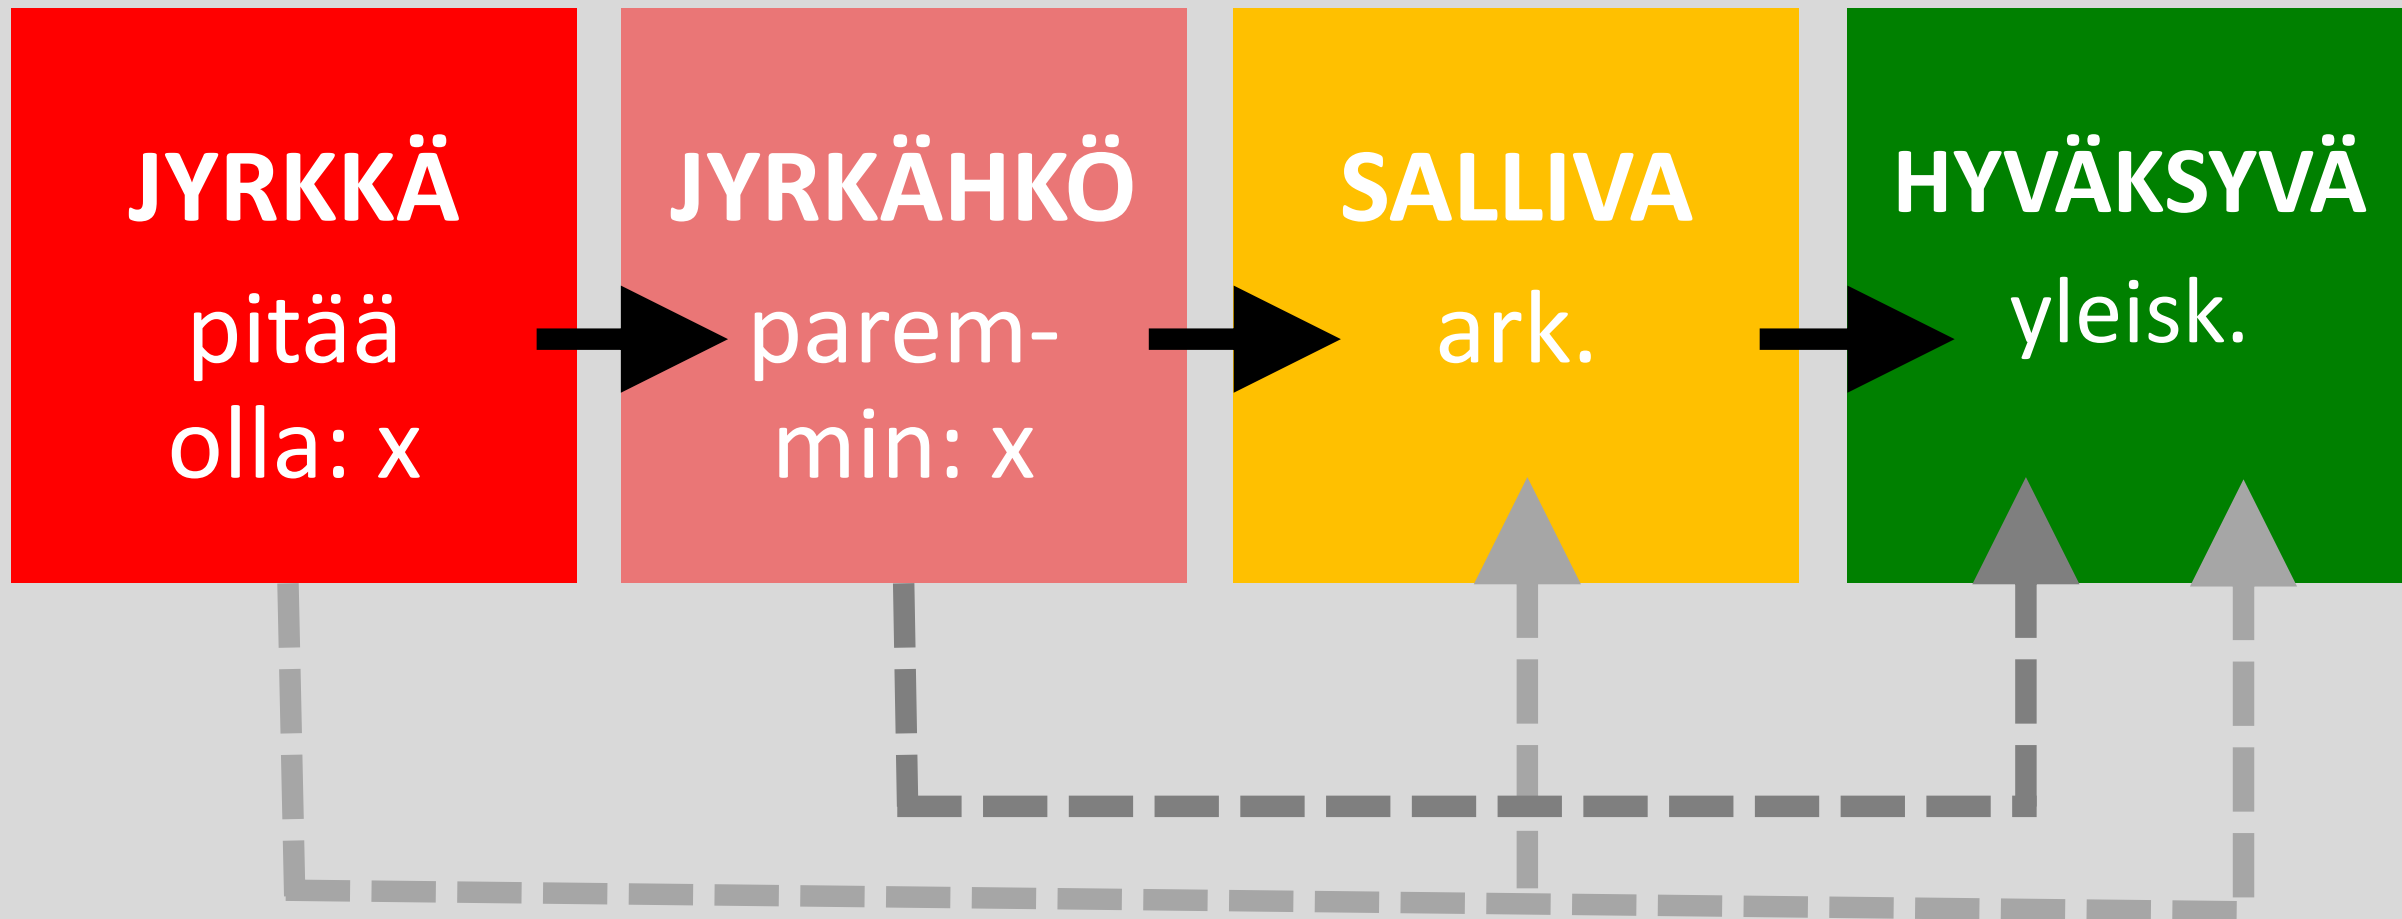 JYRKKÄ
pitää
olla: x
JYRKÄHKÖ
parem-
min: x
SALLIVA
ark.
HYVÄKSYVÄ
yleisk.